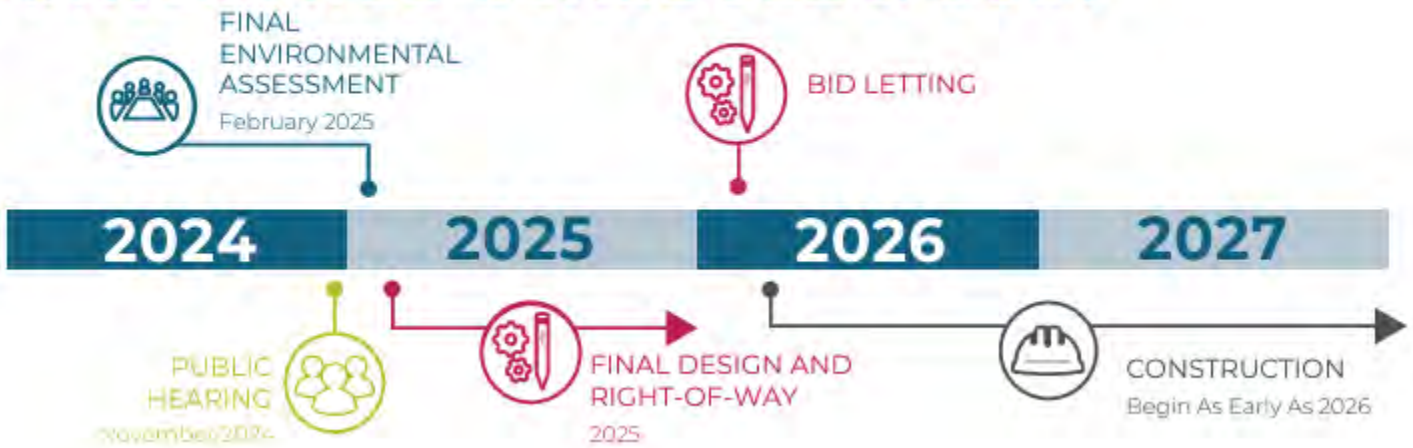 FINAL
ENVIRONMENTAL
ASSESSMENT
February 2025
BID LETTING
2024
2025
2026
2027
PUBLIC
HEARING
November 2024
FINAL DESIGN AND
RIGHT-OF-WAY
2025
CONSTRUCTION
Begin As Early As 2026